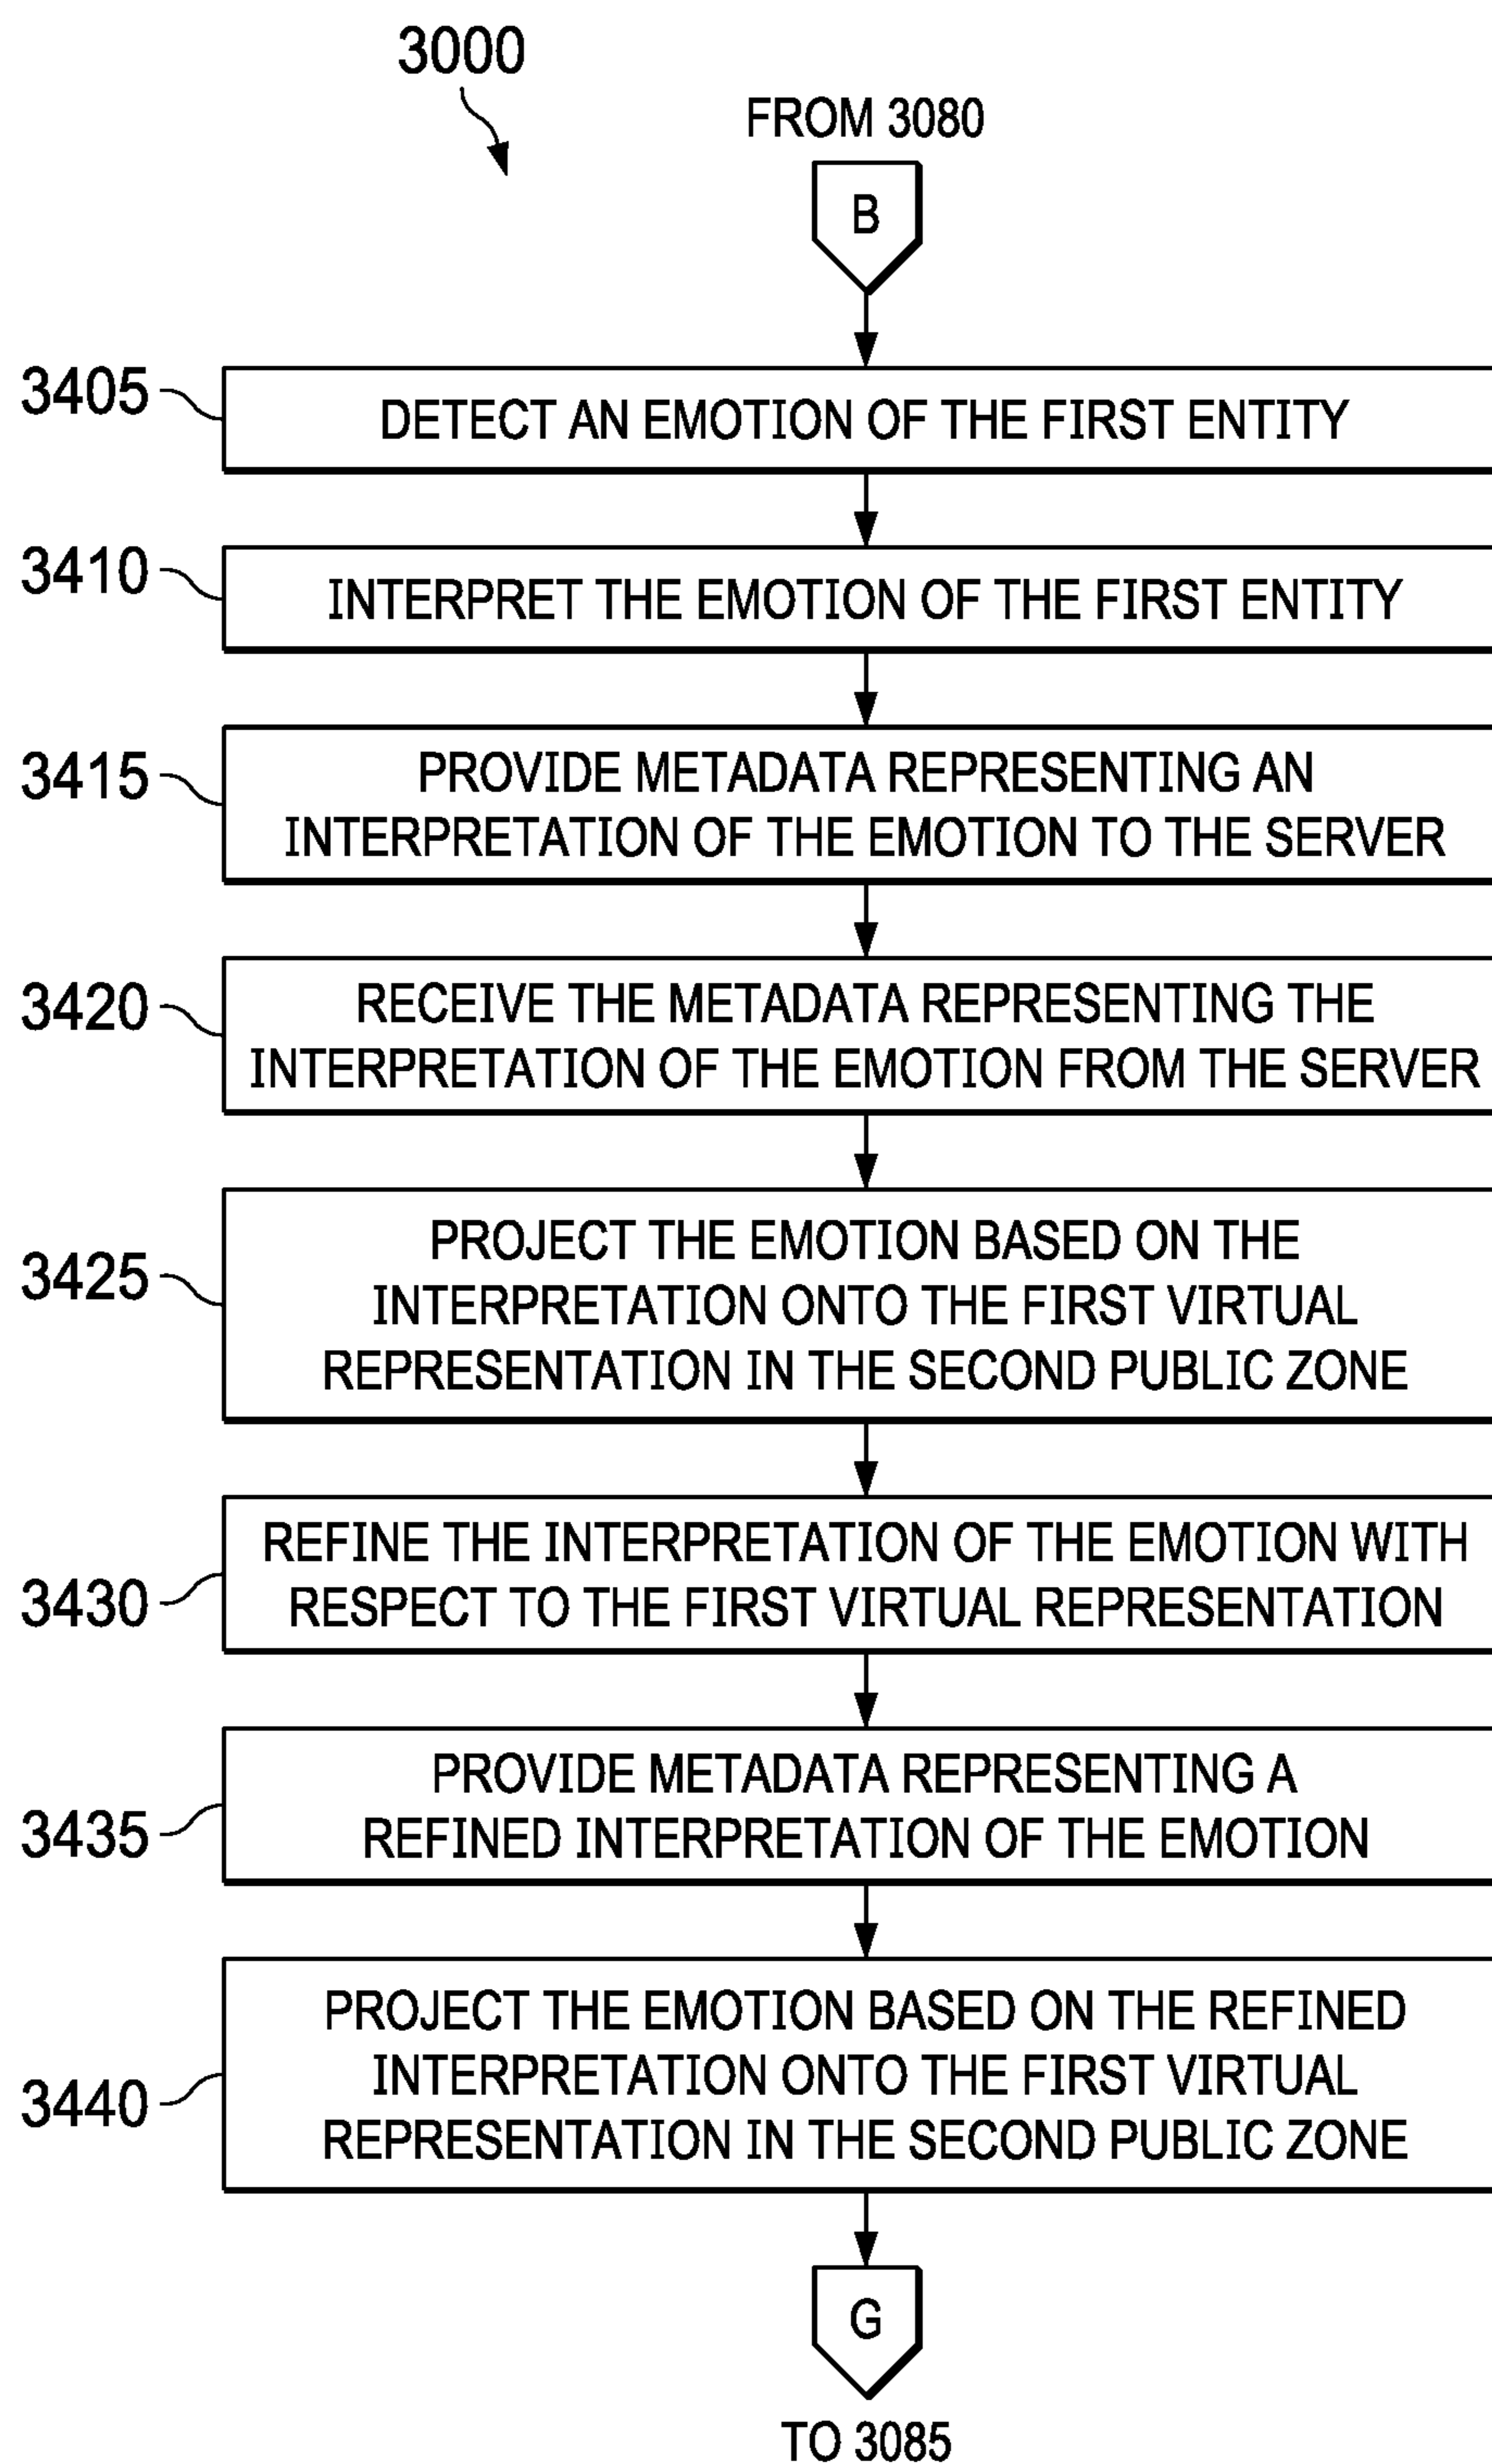 3000
FROM 3080
B
3405
DETECT AN EMOTION OF THE FIRST ENTITY
3410
INTERPRET THE EMOTION OF THE FIRST ENTITY
3415
PROVIDE METADATA REPRESENTING AN
INTERPRETATION OF THE EMOTION TO THE SERVER
3420
RECEIVE THE METADATA REPRESENTING THE
INTERPRETATION OF THE EMOTION FROM THE SERVER
3425
PROJECT THE EMOTION BASED ON THE
INTERPRETATION ONTO THE FIRST VIRTUAL
REPRESENTATION IN THE SECOND PUBLIC ZONE
3430
REFINE THE INTERPRETATION OF THE EMOTION WITH
RESPECT TO THE FIRST VIRTUAL REPRESENTATION
3435
PROVIDE METADATA REPRESENTING A
REFINED INTERPRETATION OF THE EMOTION
3440
PROJECT THE EMOTION BASED ON THE REFINED
INTERPRETATION ONTO THE FIRST VIRTUAL
REPRESENTATION IN THE SECOND PUBLIC ZONE
G
TO 3085